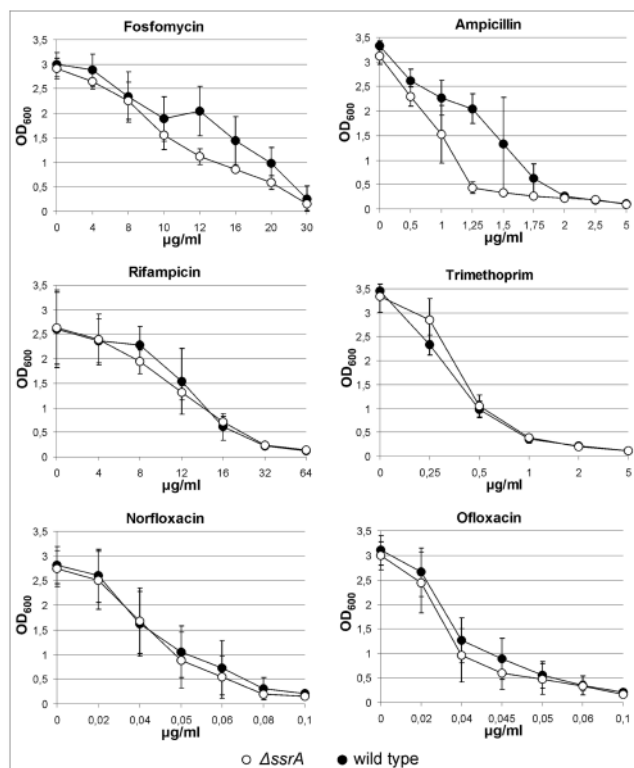 Fosfomycin
3,5
3
2,5
2
1,5
1
0,5
0
OD600
0 4 8 10 12 16 20 30
µg/ml
Ampicillin
3,5
3
2,5
2
1,5
1
0,5
0
OD600
0 0,5 1 1,25 1,5 1,75 2 2,5 5
µg/ml
Rifampicin
3,5
3
2,5
2
1,5
1
0,5
0
OD600
0 4 8 12 16 32 64
µg/ml
Trimethoprim
3,5
3
2,5
2
1,5
1
0,5
0
OD600
0 0,25 0,5 1 2 5
µg/ml
Norfloxacin
3,5
3
2,5
2
1,5
1
0,5
0
OD600
0 0,02 0,04 0,05 0,06 0,08 0,1
µg/ml
Ofloxacin
3,5
3
2,5
2
1,5
1
0,5
0
OD600
0 0,02 0,04 0,045 0,05 0,06 0,1
µg/ml
ΔssrA wild type